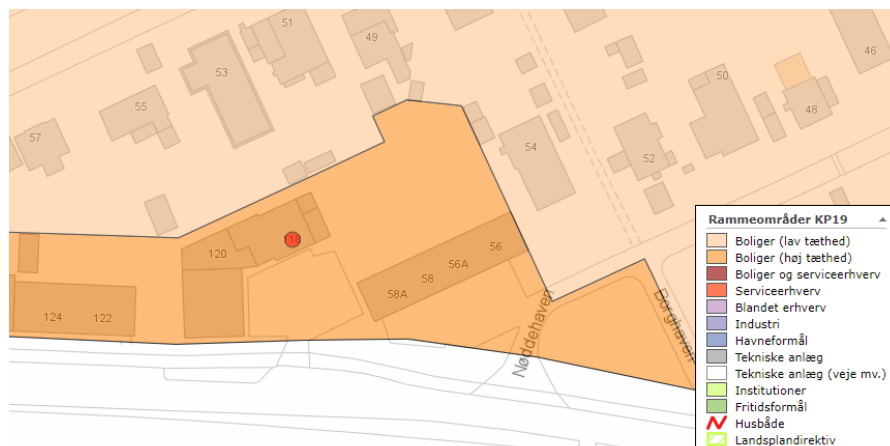 51
49
46
53
50
55
48
57
54
52
120
56
56A
58
58A
124
122
Nøddehaven
Borghaven
Rammeområder KP19
Boliger (lav tæthed)
Boliger (høj tæthed)
Boliger og serviceerhverv
Serviceerhverv
Blandet erhverv
Industri
Havneformål
Tekniske anlæg
Tekniske anlæg (veje mv.)
Institutioner
Fritidsformål
Husbåde
Landsplandirektiv